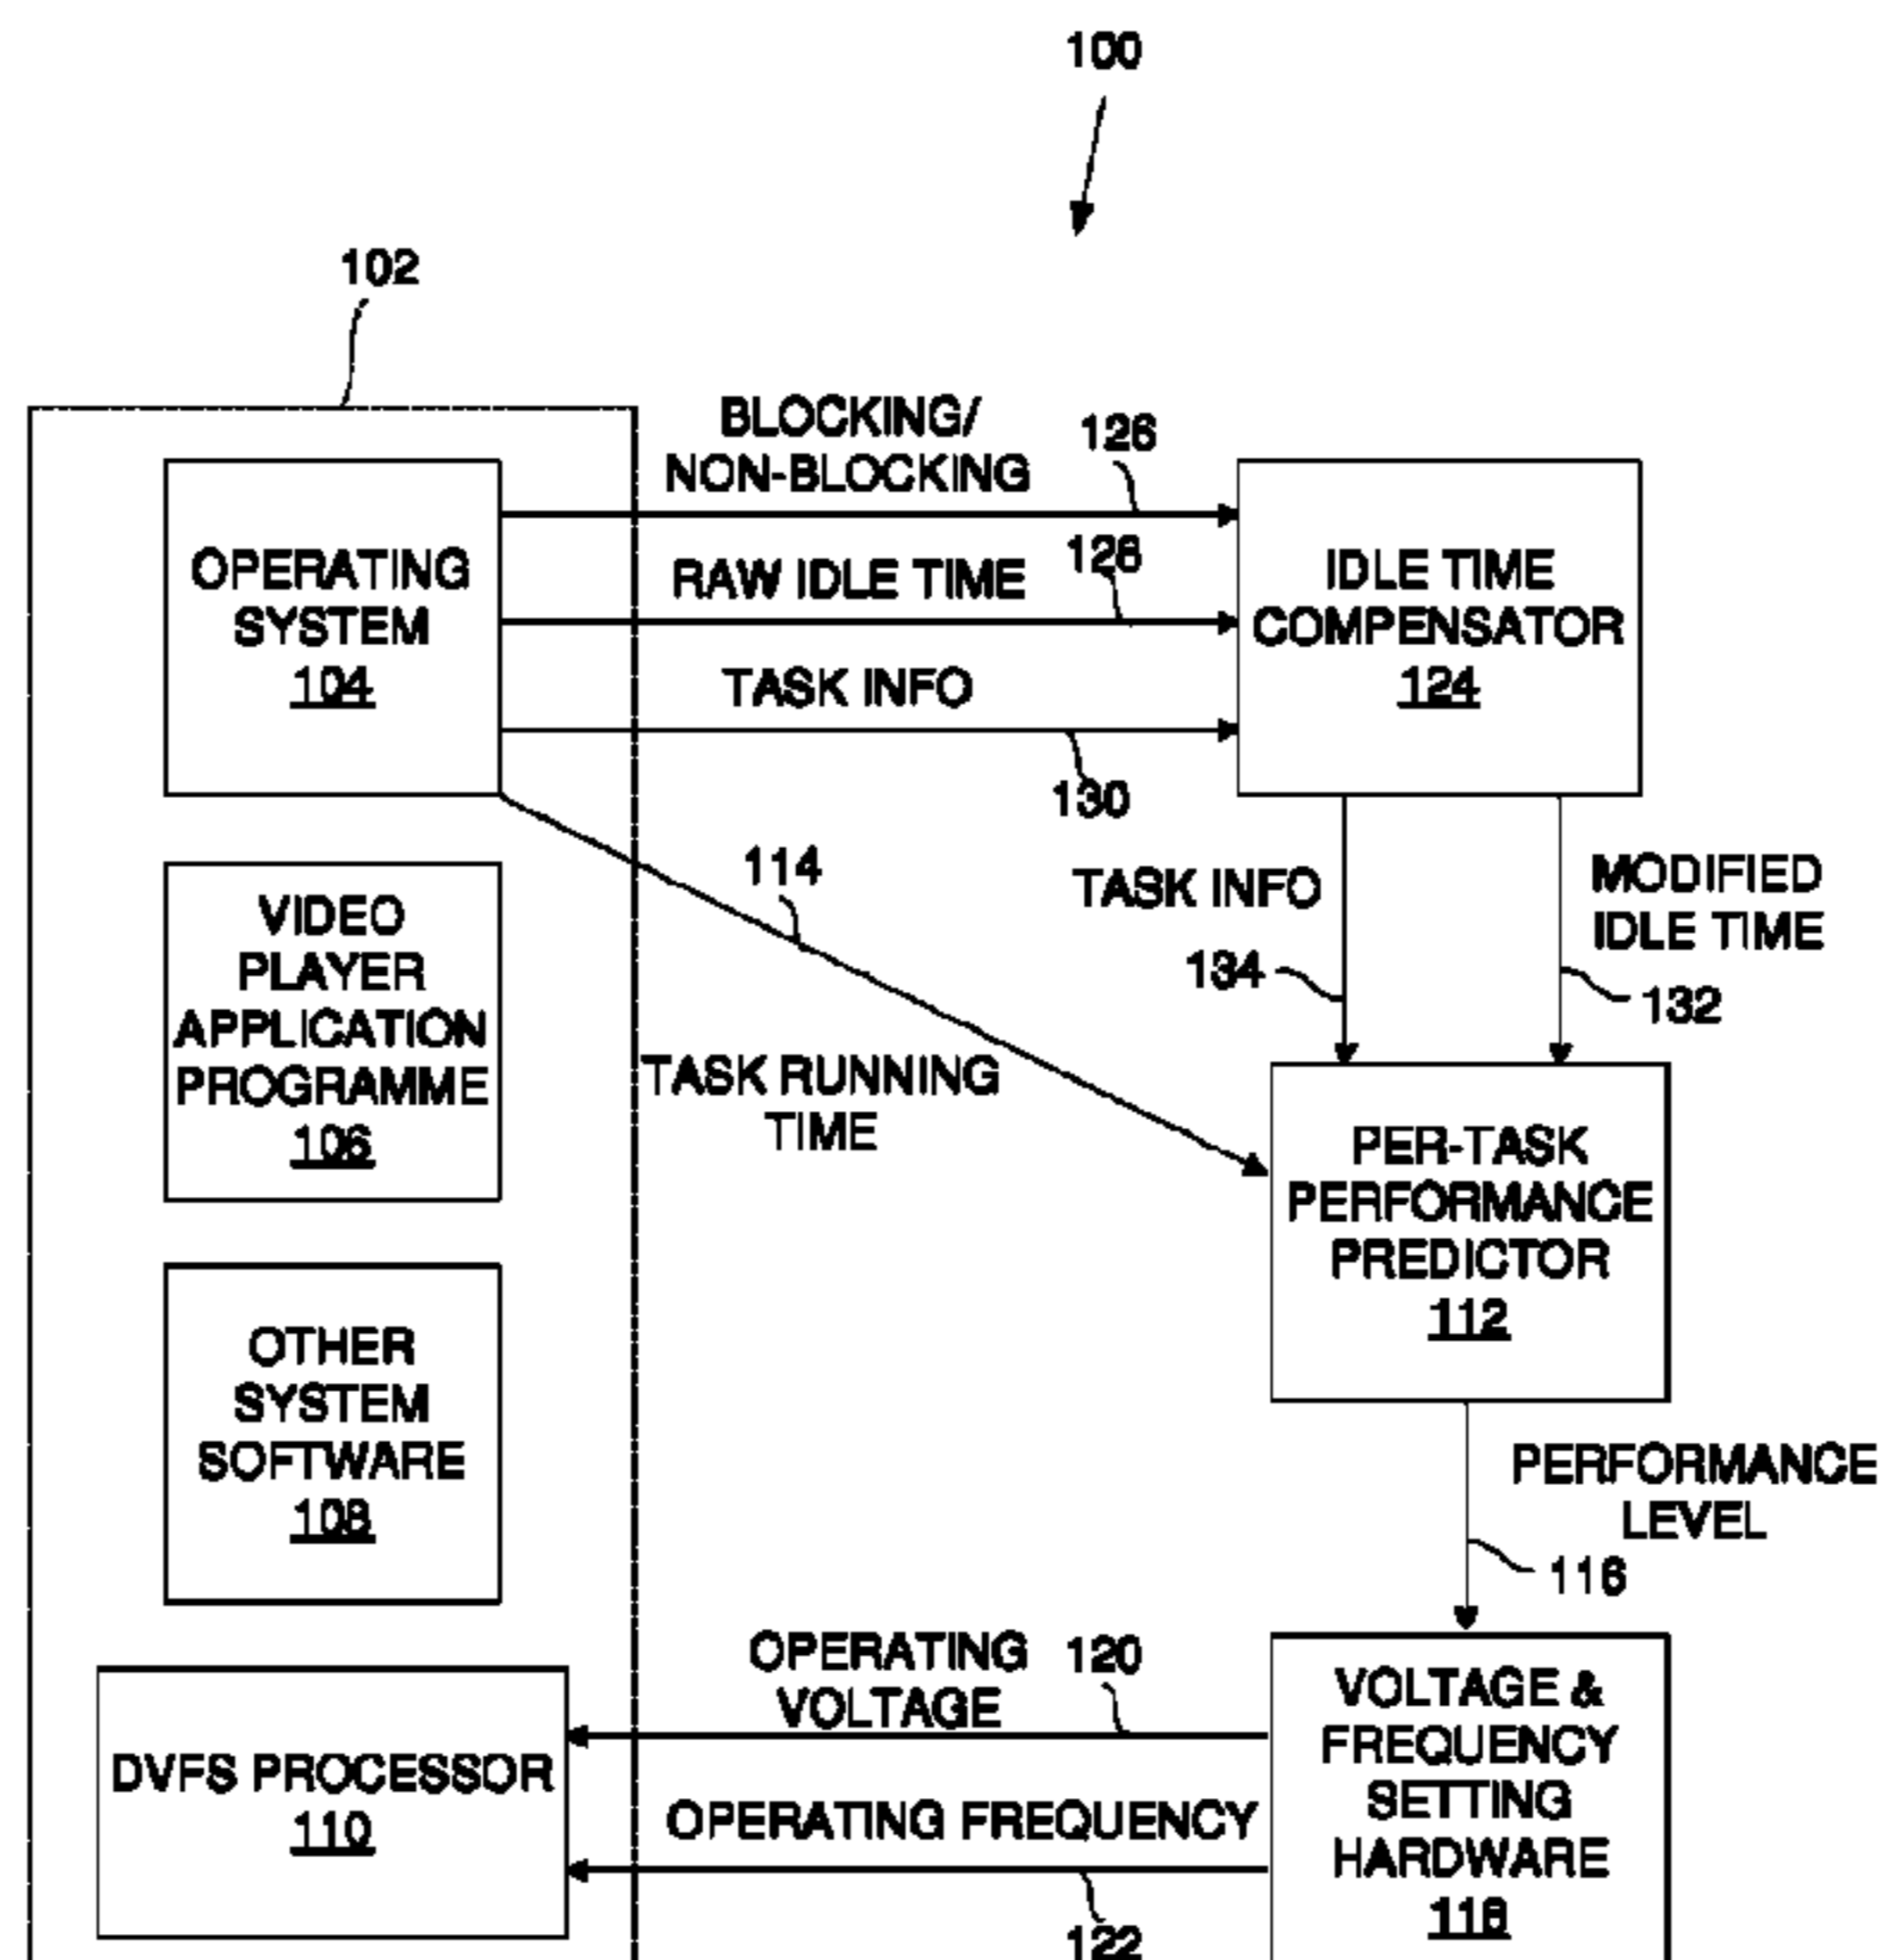 100
102
BLOCKING/
NON-BLOCKING
126
OPERATING
SYSTEM
104
RAW IDLE TIME
128
TASK INFO
130
IDLE TIME
COMPENSATOR
124
114
TASK INFO
134
MODIFIED
IDLE TIME
132
VIDEO
PLAYER
APPLICATION
PROGRAMME
106
TASK RUNNING
TIME
PER-TASK
PERFORMANCE
PREDICTOR
112
OTHER
SYSTEM
SOFTWARE
108
PERFORMANCE
LEVEL
116
OPERATING
VOLTAGE
120
DVFS PROCESSOR
110
OPERATING FREQUENCY
122
VOLTAGE &
FREQUENCY
SETTING
HARDWARE
118